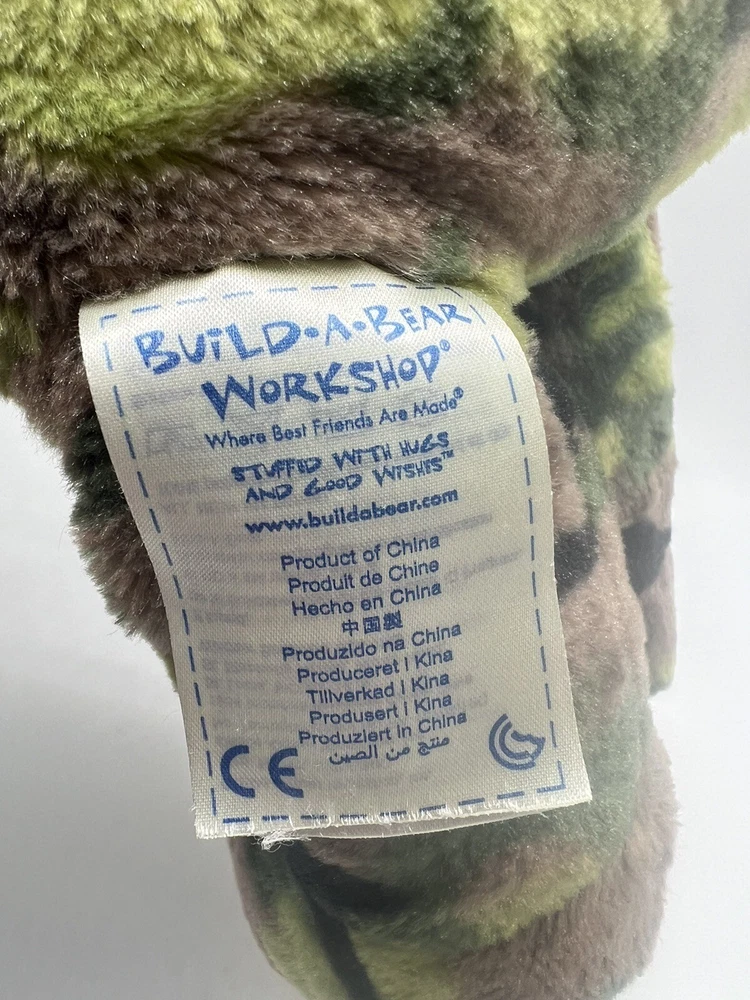 BUILD•A•BEAR
WORKSHOP®
Where Best Friends Are Made®
STUFFED WITH HUGS
AND GOOD WISHES™
www.buildabear.com
Product of China
Produit de Chine
Hecho en China
中国製
Produzido na China
Produceret I Kina
Tillverkad I Kina
Produsert I Kina
Produziert in China
منتج من الصين
CE